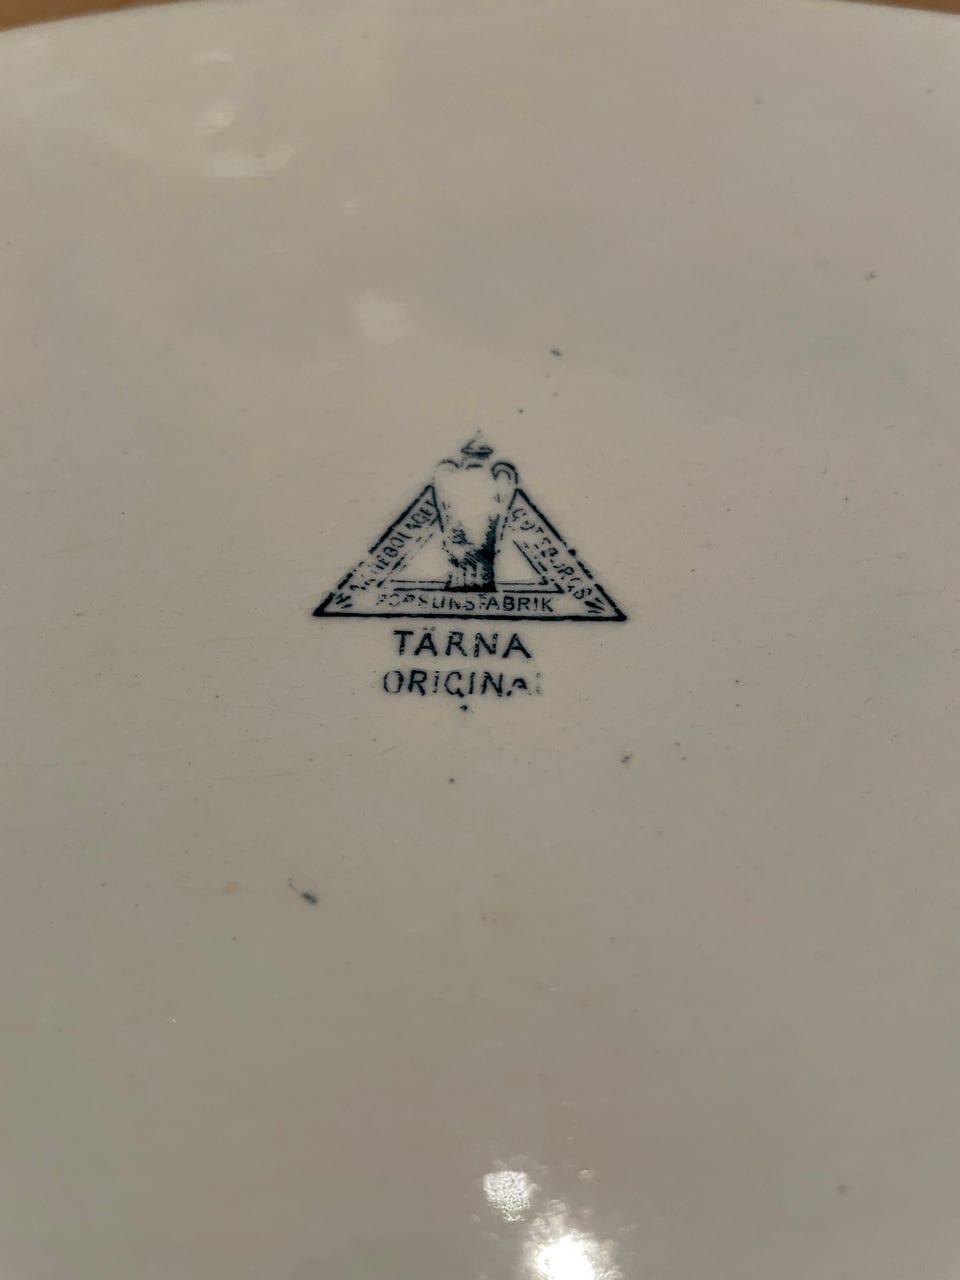 AKTIEBOLAGET
GÖTEBORGS
PORSLINSFABRIK
TÄRNA
ORIGINAL